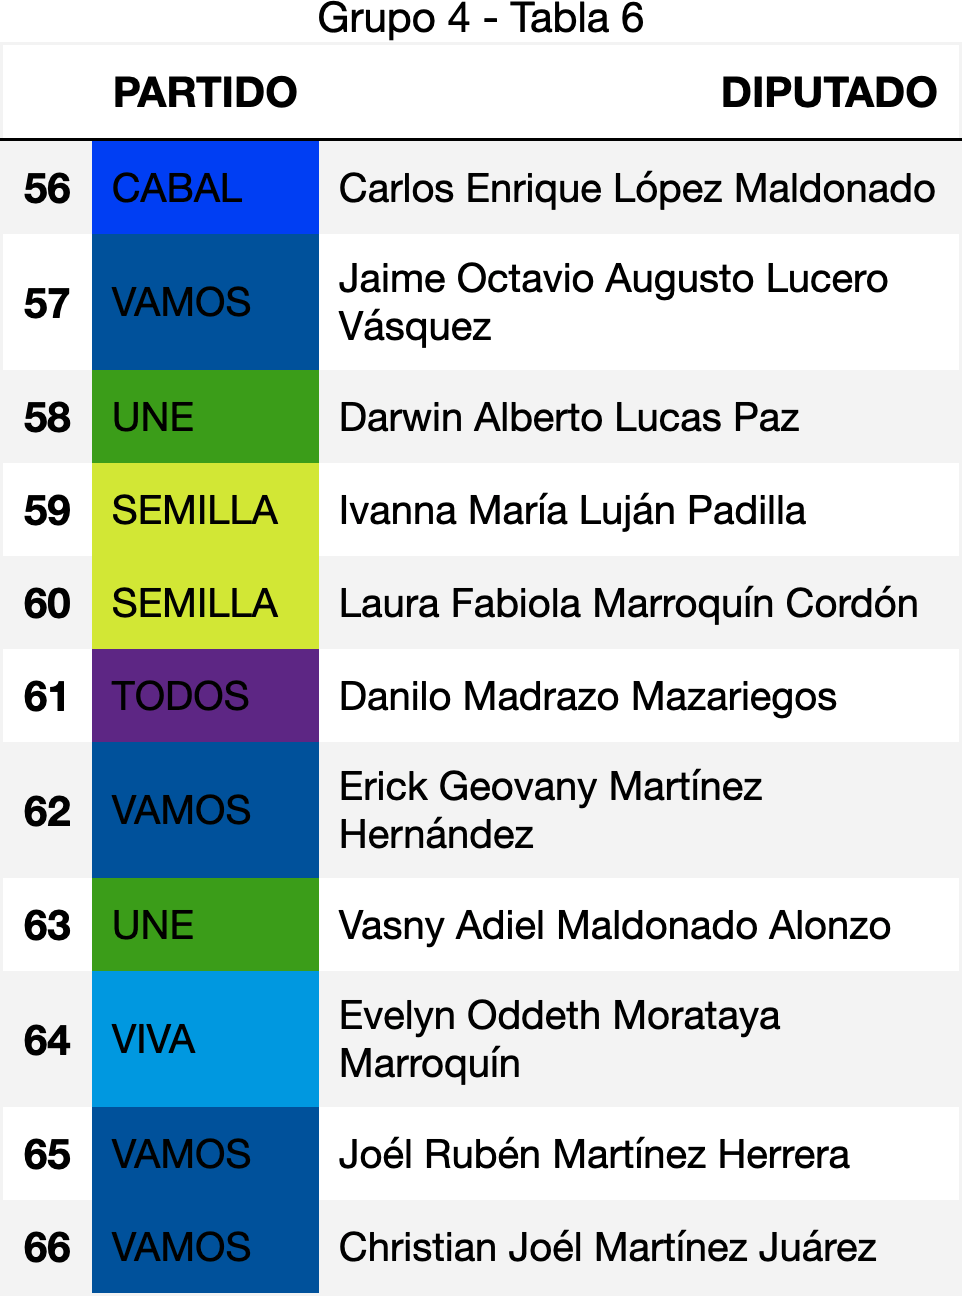 Grupo 4 - Tabla 6
PARTIDO DIPUTADO
56 CABAL Carlos Enrique López Maldonado
57 VAMOS Jaime Octavio Augusto Lucero
Vásquez
58 UNE Darwin Alberto Lucas Paz
59 SEMILLA Ivanna María Luján Padilla
60 SEMILLA Laura Fabiola Marroquín Cordón
61 TODOS Danilo Madrazo Mazariegos
62 VAMOS Erick Geovany Martínez
Hernández
63 UNE Vasny Adiel Maldonado Alonzo
64 VIVA Evelyn Oddeth Morataya
Marroquín
65 VAMOS Joél Rubén Martínez Herrera
66 VAMOS Christian Joél Martínez Juárez